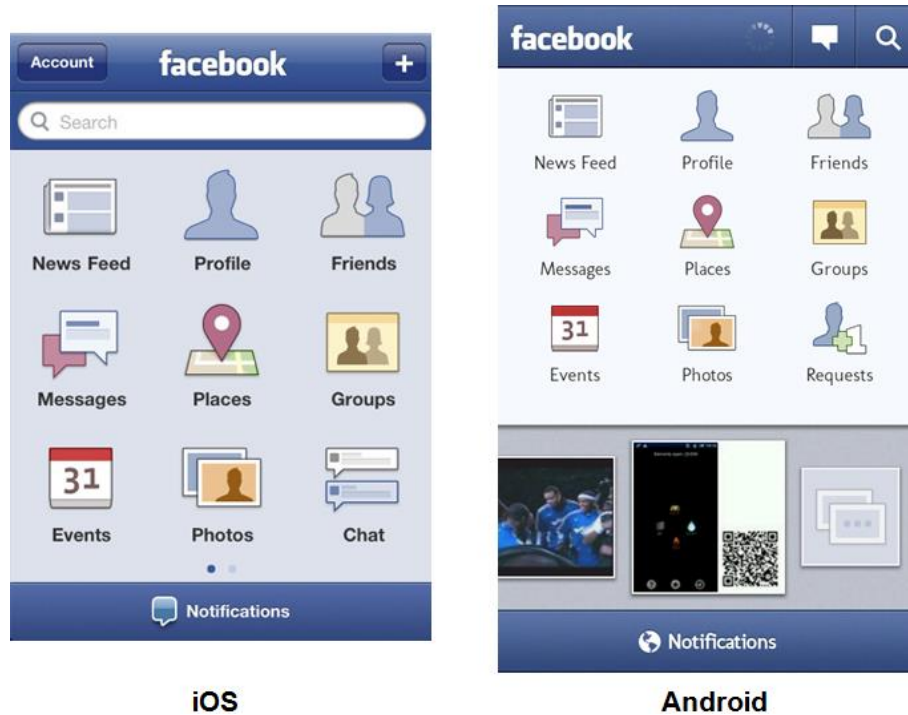 Account facebook +
Search
News Feed Profile Friends
Messages Places Groups
31
Events Photos Chat
Notifications
iOS
facebook
News Feed Profile Friends
Messages Places Groups
31 1
Events Photos Requests
Notifications
Android